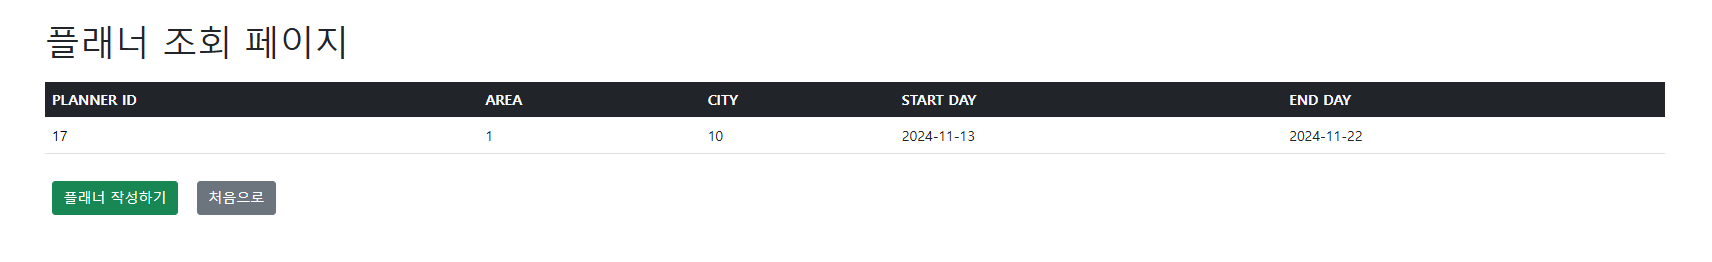 플래너 조회 페이지
PLANNER ID AREA CITY START DAY END DAY
17 1 10 2024-11-13 2024-11-22
플래너 작성하기 처음으로